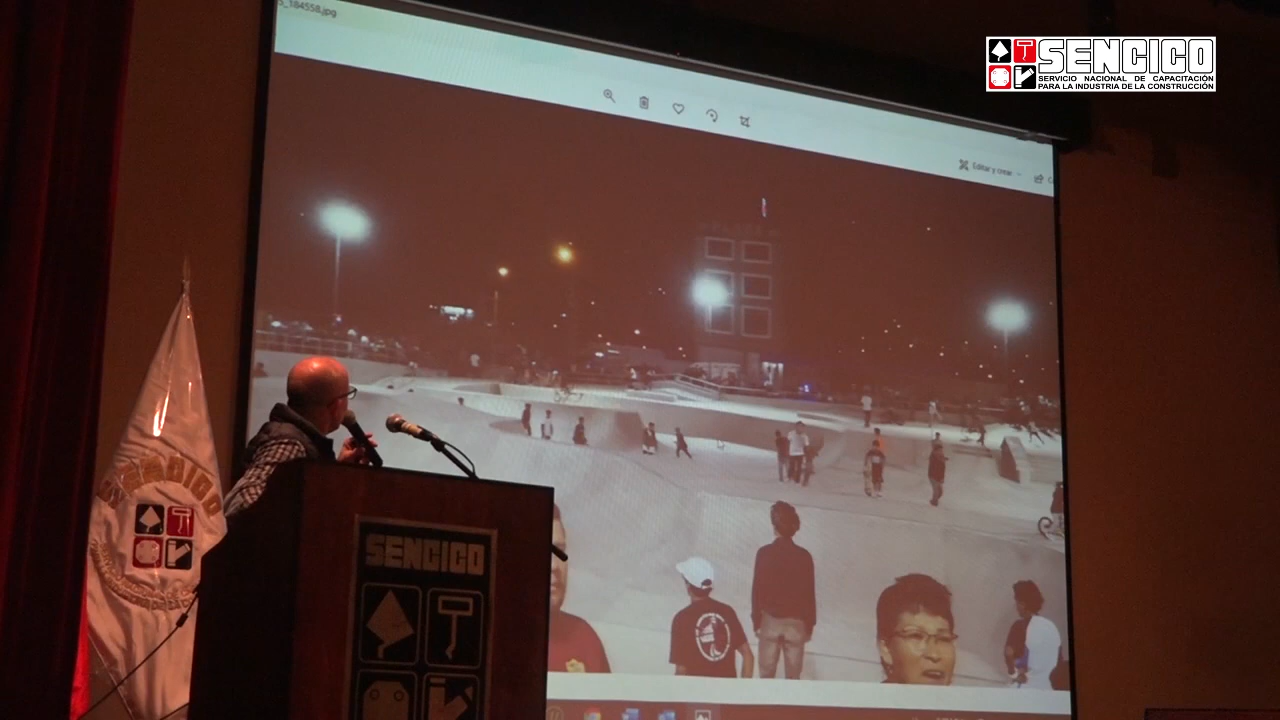 _184558.jpg
SENCICO
SERVICIO NACIONAL DE CAPACITACIÓN
PARA LA INDUSTRIA DE LA CONSTRUCCIÓN
Editar y crear
SENCICO
SENCICO